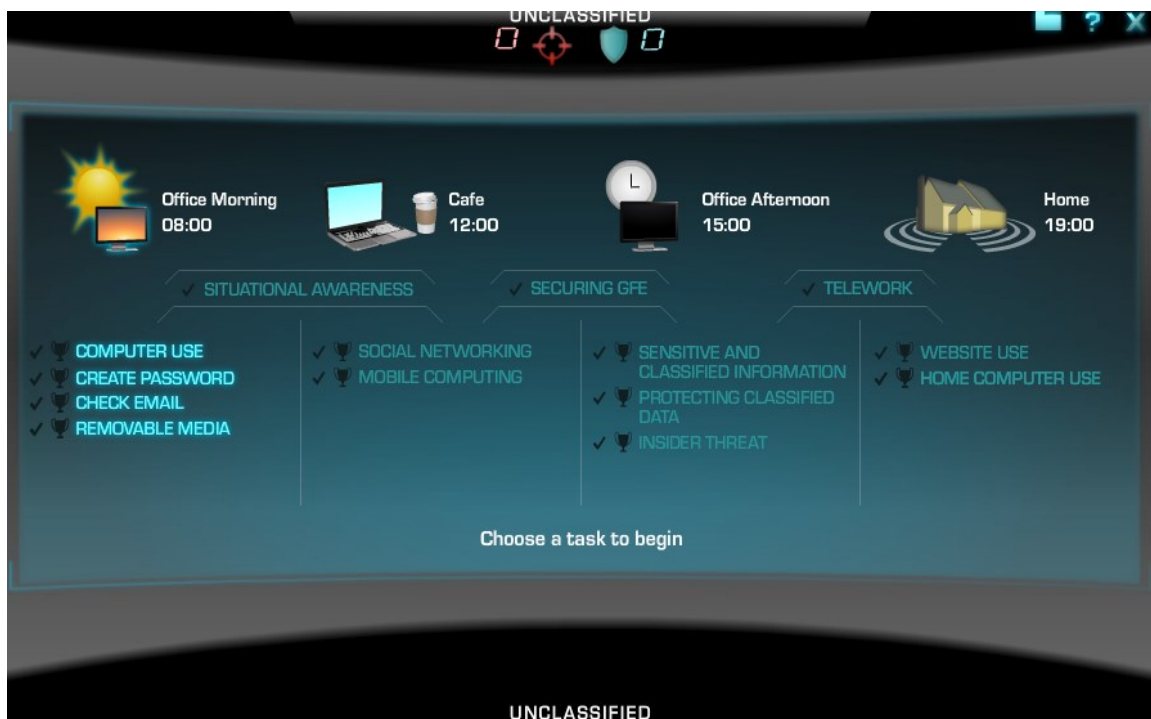 UNCLASSIFIED
0 0
?
X
Office Morning
08:00
Cafe
12:00
Office Afternoon
15:00
Home
19:00
SITUATIONAL AWARENESS
SECURING GFE
TELEWORK
COMPUTER USE
CREATE PASSWORD
CHECK EMAIL
REMOVABLE MEDIA
SOCIAL NETWORKING
MOBILE COMPUTING
SENSITIVE AND
CLASSIFIED INFORMATION
PROTECTING CLASSIFIED
DATA
INSIDER THREAT
WEBSITE USE
HOME COMPUTER USE
Choose a task to begin
UNCLASSIFIED